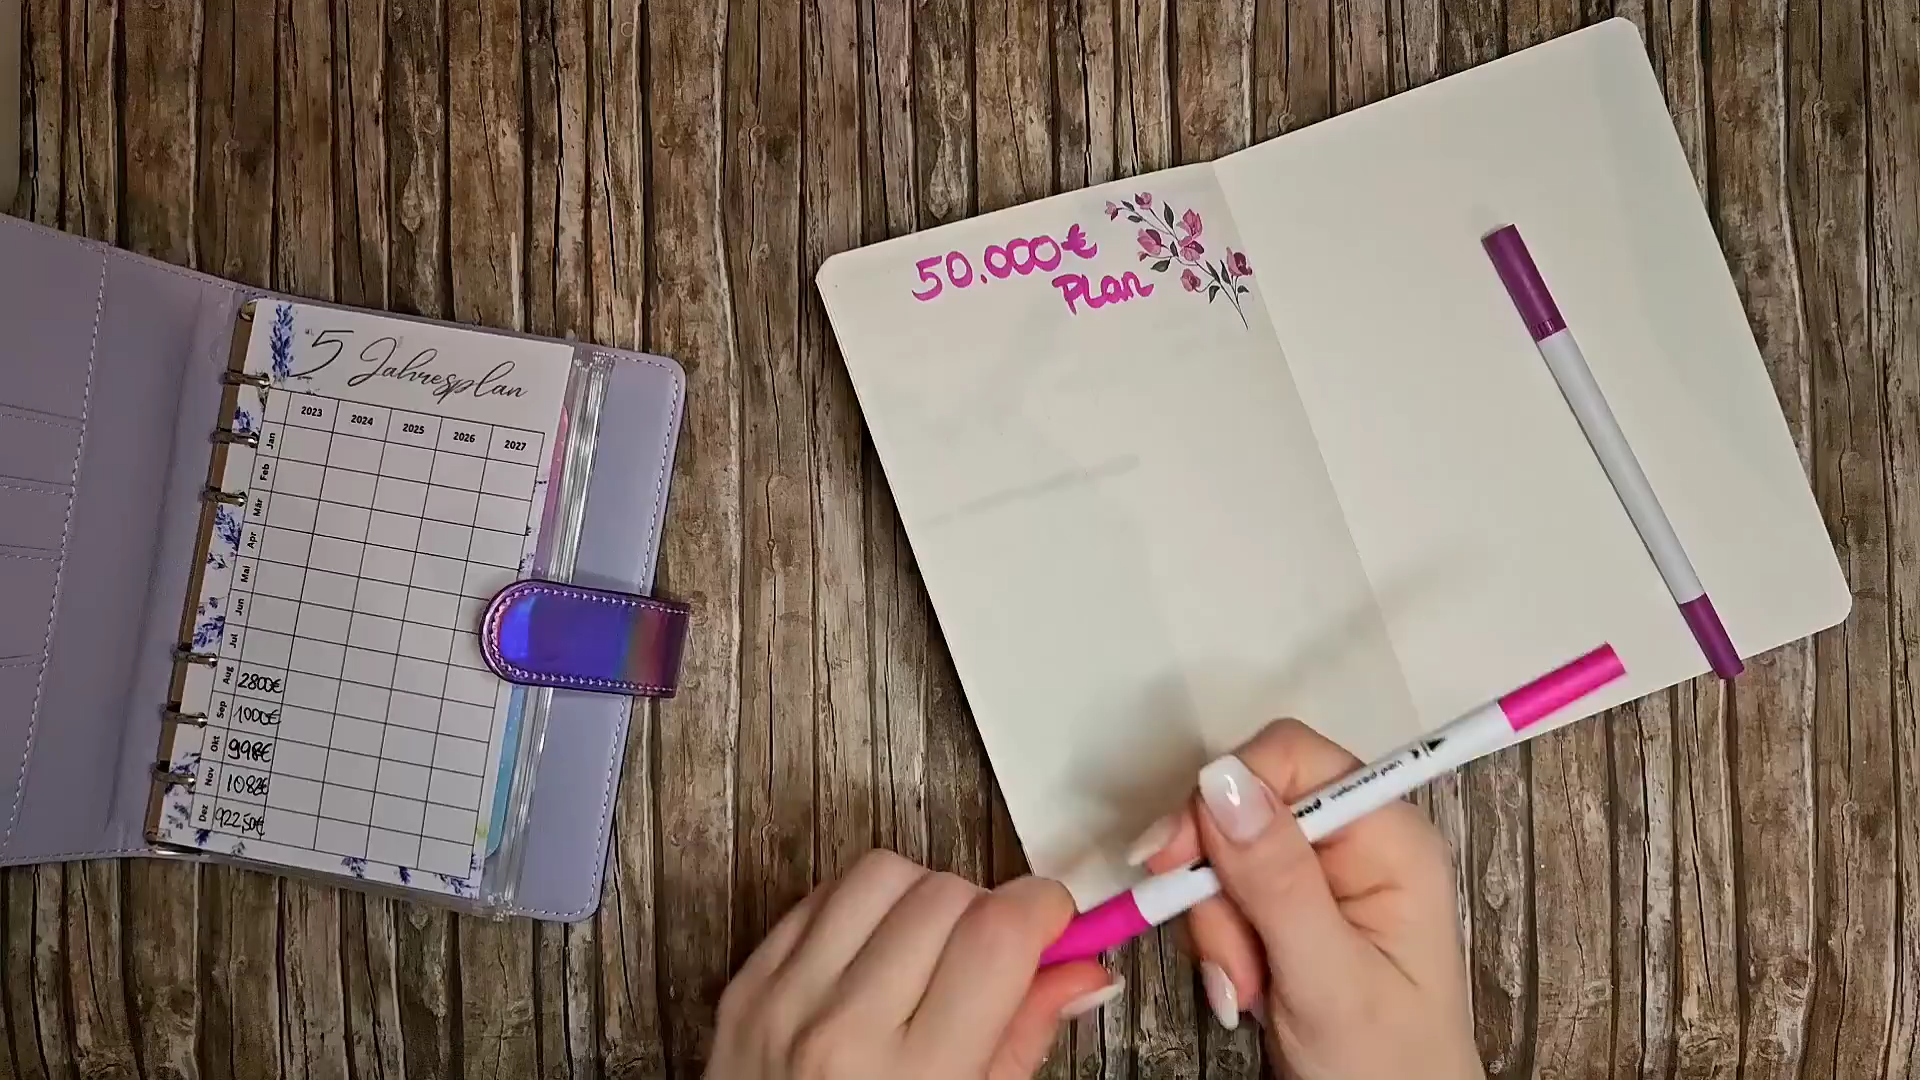 5 Jahresplan
2023 2024 2025 2026 2027
Jan
Feb
Mär
Apr
Mai
Jun
Jul
Aug 2800€
Sep 1000€
Okt 998€
Nov 1082€
Dez 922,50€
50.000€
Plan